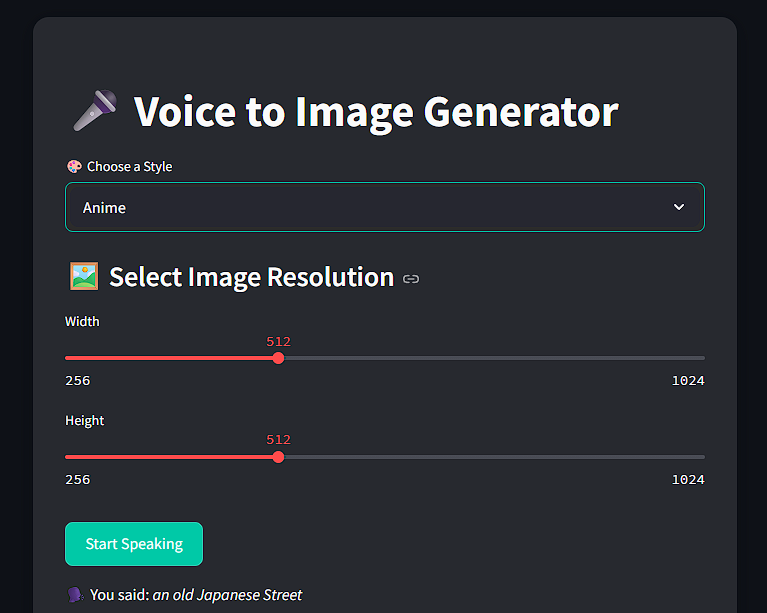 Voice to Image Generator
Choose a Style
Anime
Select Image Resolution
Width
512
256 1024
Height
512
256 1024
Start Speaking
You said: an old Japanese Street